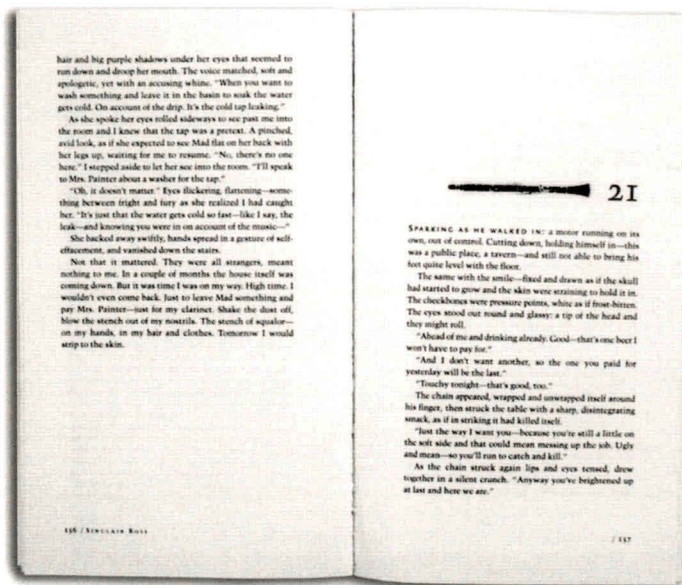 hair and big purple shadows under her eyes that seemed to
run down and droop her mouth. The voice matched, soft and
apologetic, yet with an accusing whine. "When you want to
wash something and leave it in the basin to soak the water
gets cold. On account of the drip. It's the cold tap leaking."
As she spoke her eyes rolled sideways to see past me into
the room and I knew that the tap was a pretext. A pinched,
avid look, as if she expected to see Mad flat on her back with
her legs up, waiting for me to resume. "No, there's no one
here." I stepped aside to let her see into the room. "I'll speak
to Mrs. Painter about a washer for the tap."
"Oh, it doesn't matter." Eyes flickering, flattening—some-
thing between fright and fury as she realized I had caught
her. "It's just that the water gets cold so fast—like I say, the
leak—and knowing you were in on account of the music—"
She backed away swiftly, hands spread in a gesture of self-
effacement, and vanished down the stairs.
Not that it mattered. They were all strangers, meant
nothing to me. In a couple of months the house itself was
coming down. But it was time I was on my way. High time. I
wouldn't even come back. Just to leave Mad something and
pay Mrs. Painter—just for my clarinet. Shake the dust off,
blow the stench out of my nostrils. The stench of squalor—
on my hands, in my hair and clothes. Tomorrow I would
strip to the skin.
156 / SINCLAIR ROSS
21
SPARKING AS HE WALKED IN: a motor running on its
own, out of control. Cutting down, holding himself in—this
was a public place, a tavern—and still not able to bring his
feet quite level with the floor.
The same with the smile—fixed and drawn as if the skull
had started to grow and the skin were straining to hold it in.
The cheekbones were pressure points, white as if frost-bitten.
The eyes stood out round and glassy: a tip of the head and
they might roll.
"Ahead of me and drinking already. Good—that's one beer I
won't have to pay for."
"And I don't want another, so the one you paid for
yesterday will be the last."
"Touchy tonight—that's good, too."
The chain appeared, wrapped and unwrapped itself around
his finger, then struck the table with a sharp, disintegrating
smack, as if in striking it had killed itself.
"Just the way I want you—because you're still a little on
the soft side and that could mean messing up the job. Ugly
and mean—so you'll run to catch and kill."
As the chain struck again lips and eyes tensed, drew
together in a silent crunch. "Anyway you've brightened up
at last and here we are."
/ 157